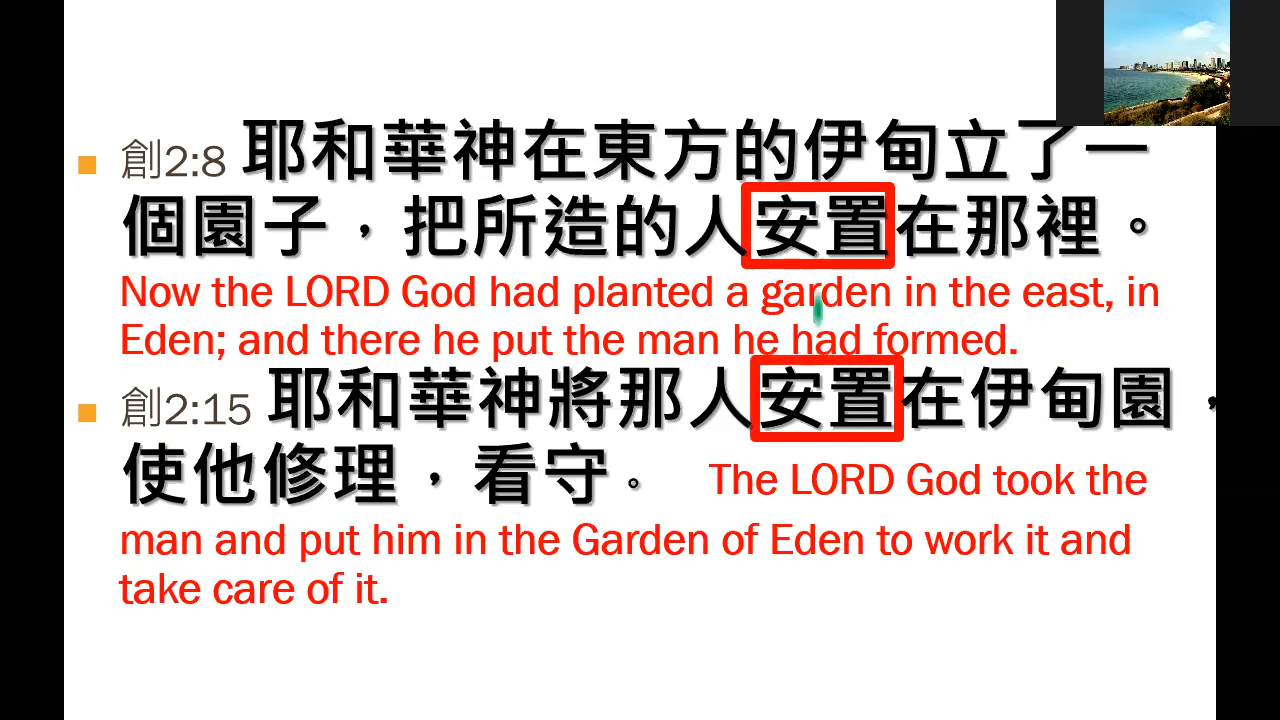 創2:8 耶和華神在東方的伊甸立了一
個園子，把所造的人安置在那裡。
Now the LORD God had planted a garden in the east, in
Eden; and there he put the man he had formed.
創2:15 耶和華神將那人安置在伊甸園，
使他修理，看守。 The LORD God took the
man and put him in the Garden of Eden to work it and
take care of it.